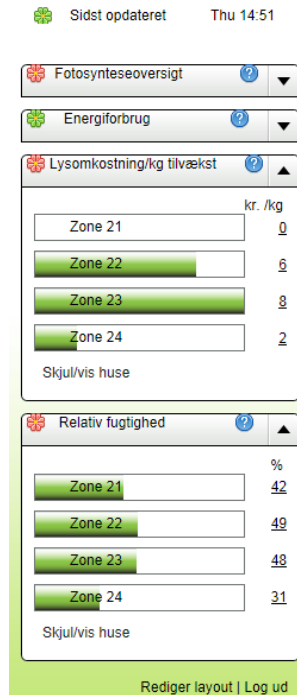 Sidst opdateret Thu 14:51
Fotosynteseoversigt ?
Energiforbrug ?
Lysomkostning/kg tilvækst ?
kr. /kg
Zone 21 0
Zone 22 6
Zone 23 8
Zone 24 2
Skjul/vis huse
Relativ fugtighed ?
%
Zone 21 42
Zone 22 49
Zone 23 48
Zone 24 31
Skjul/vis huse
Rediger layout | Log ud